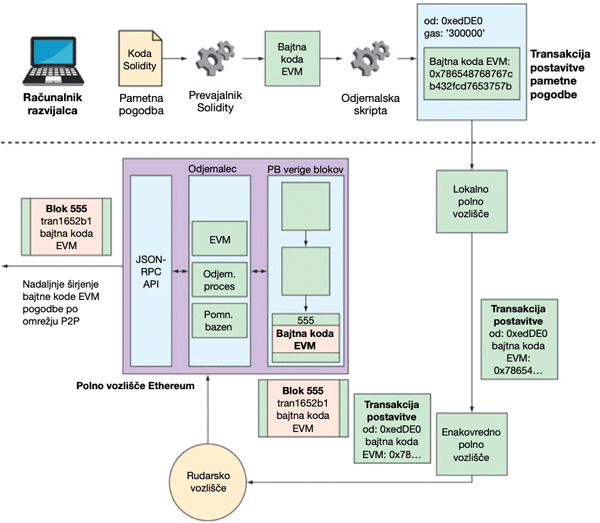 Računalnik
razvijalca
Koda
Solidity
Pametna
pogodba
Prevajalnik
Solidity
Bajtna
koda
EVM
Odjemalska
skripta
od: 0xedDE0
gas: '300000'
Bajtna koda EVM:
0x786548768767c
b432fcd7653757b
Transakcija
postavitve
pametne
pogodbe
Lokalno
polno
vozlišče
Transakcija
postavitve
od: 0xedDE0
bajtna koda
EVM:
0x78654…
Enakovredno
polno
vozlišče
Transakcija
postavitve
od: 0xedDE0
bajtna koda
EVM: 0x78…
Rudarsko
vozlišče
Blok 555
tran1652b1
bajtna koda
EVM
Polno vozlišče Ethereum
Odjemalec
PB verige blokov
JSON-
RPC
API
EVM
Odjem.
proces
Pomn.
bazen
555
Bajtna koda
EVM
Blok 555
tran1652b1
bajtna koda
EVM
Nadaljnje širjenje
bajtne kode EVM
pogodbe po
omrežju P2P